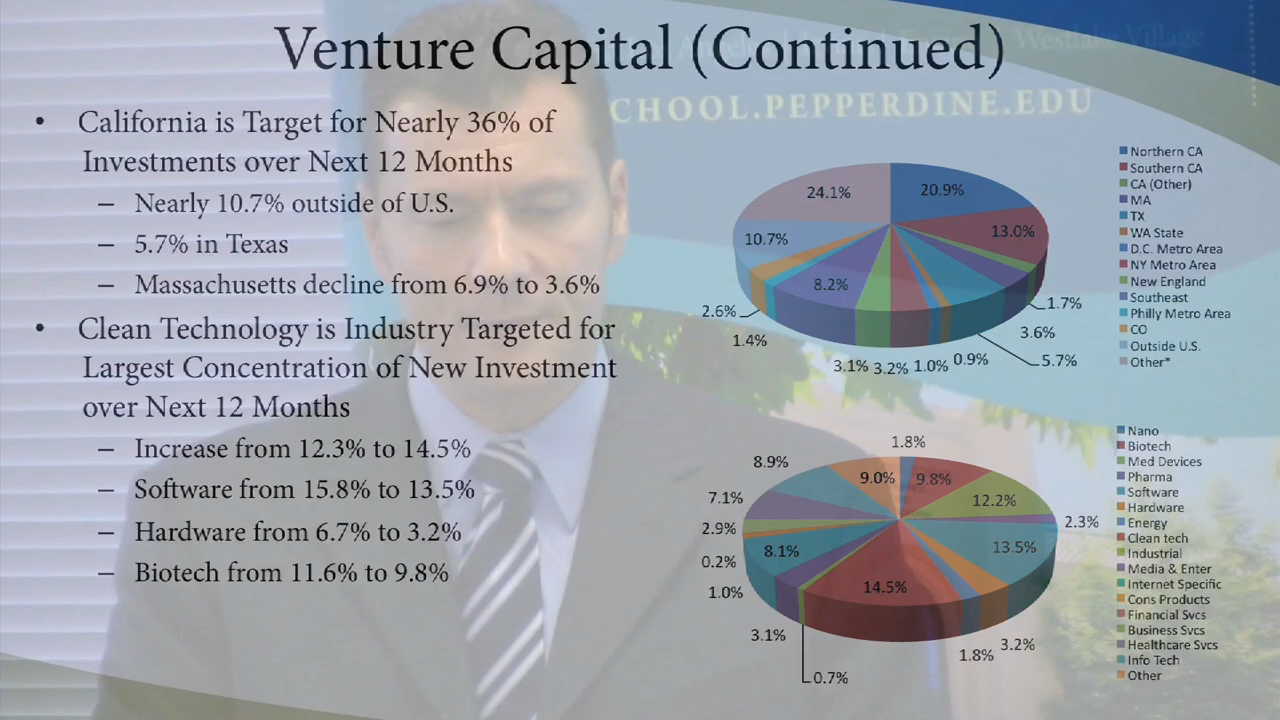 Venture Capital (Continued)
Westlake Village
CHOOL.PEPPERDINE.EDU
• California is Target for Nearly 36% of
Investments over Next 12 Months
– Nearly 10.7% outside of U.S.
– 5.7% in Texas
– Massachusetts decline from 6.9% to 3.6%
• Clean Technology is Industry Targeted for
Largest Concentration of New Investment
over Next 12 Months
– Increase from 12.3% to 14.5%
– Software from 15.8% to 13.5%
– Hardware from 6.7% to 3.2%
– Biotech from 11.6% to 9.8%
24.1%
20.9%
10.7%
13.0%
8.2%
2.6%
1.7%
1.4%
3.6%
3.1%
3.2%
1.0%
0.9%
5.7%
Northern CA
Southern CA
CA (Other)
MA
TX
WA State
D.C. Metro Area
NY Metro Area
New England
Southeast
Philly Metro Area
CO
Outside U.S.
Other*
1.8%
8.9%
9.0%
9.8%
7.1%
12.2%
2.9%
2.3%
8.1%
13.5%
0.2%
14.5%
1.0%
3.1%
1.8%
3.2%
0.7%
Nano
Biotech
Med Devices
Pharma
Software
Hardware
Energy
Clean tech
Industrial
Media & Enter
Internet Specific
Cons Products
Financial Svcs
Business Svcs
Healthcare Svcs
Info Tech
Other